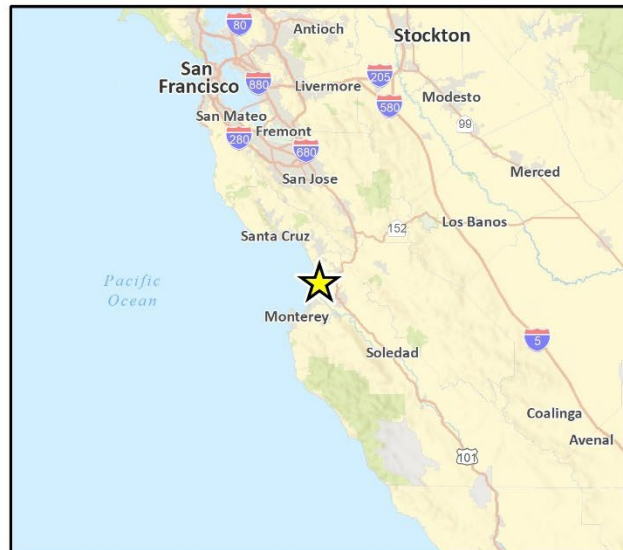 80
Antioch
Stockton
San
Francisco
880
Livermore
205
580
Modesto
San Mateo
99
Fremont
280
680
San Jose
Merced
152
Los Banos
Santa Cruz
Pacific
Ocean
Monterey
Soledad
5
Coalinga
Avenal
101